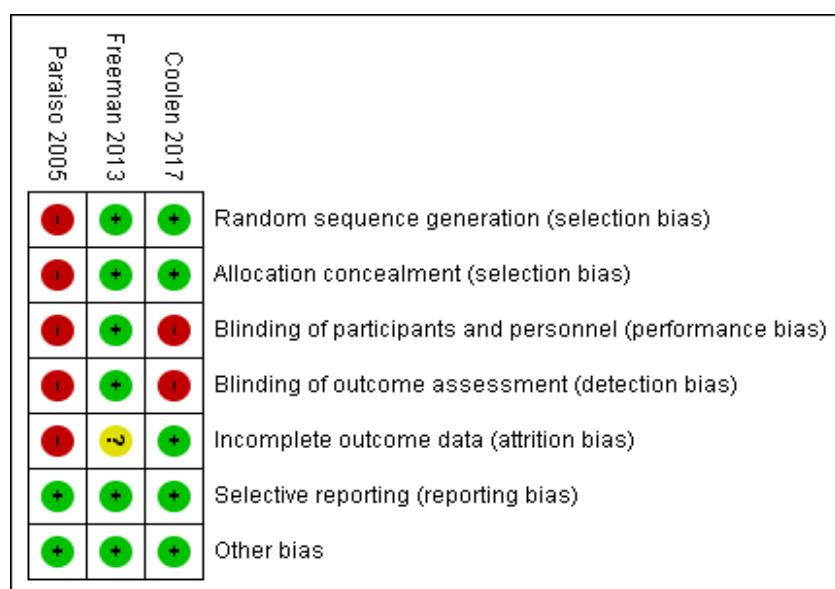 Paraiso 2005
Freeman 2013
Coolen 2017
- + + Random sequence generation (selection bias)
- + + Allocation concealment (selection bias)
- + - Blinding of participants and personnel (performance bias)
- + - Blinding of outcome assessment (detection bias)
- ? + Incomplete outcome data (attrition bias)
+ + + Selective reporting (reporting bias)
+ + + Other bias